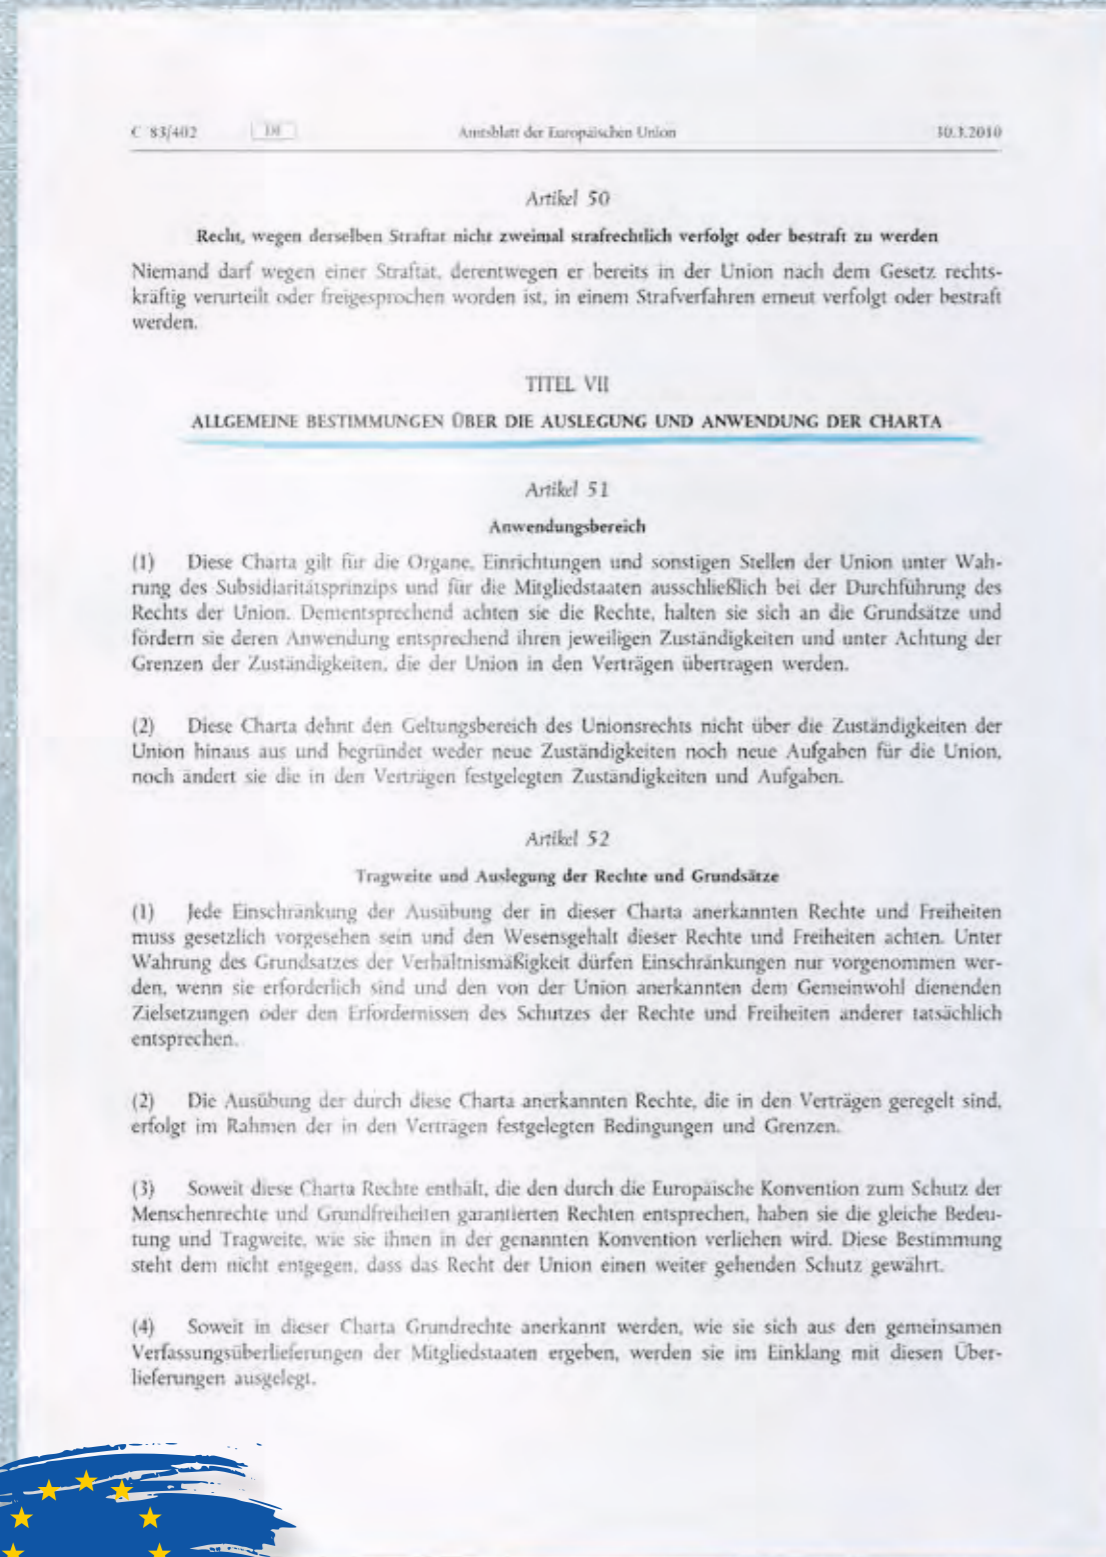 C 83/402 DE Amtsblatt der Europäischen Union 30.3.2010
Artikel 50
Recht, wegen derselben Straftat nicht zweimal strafrechtlich verfolgt oder bestraft zu werden
Niemand darf wegen einer Straftat, derentwegen er bereits in der Union nach dem Gesetz rechts-
kräftig verurteilt oder freigesprochen worden ist, in einem Strafverfahren erneut verfolgt oder bestraft
werden.
TITEL VII
ALLGEMEINE BESTIMMUNGEN ÜBER DIE AUSLEGUNG UND ANWENDUNG DER CHARTA
Artikel 51
Anwendungsbereich
(1) Diese Charta gilt für die Organe, Einrichtungen und sonstigen Stellen der Union unter Wah-
rung des Subsidiaritätsprinzips und für die Mitgliedstaaten ausschließlich bei der Durchführung des
Rechts der Union. Dementsprechend achten sie die Rechte, halten sie sich an die Grundsätze und
fördern sie deren Anwendung entsprechend ihren jeweiligen Zuständigkeiten und unter Achtung der
Grenzen der Zuständigkeiten, die der Union in den Verträgen übertragen werden.
(2) Diese Charta dehnt den Geltungsbereich des Unionsrechts nicht über die Zuständigkeiten der
Union hinaus aus und begründet weder neue Zuständigkeiten noch neue Aufgaben für die Union,
noch ändert sie die in den Verträgen festgelegten Zuständigkeiten und Aufgaben.
Artikel 52
Tragweite und Auslegung der Rechte und Grundsätze
(1) Jede Einschränkung der Ausübung der in dieser Charta anerkannten Rechte und Freiheiten
muss gesetzlich vorgesehen sein und den Wesensgehalt dieser Rechte und Freiheiten achten. Unter
Wahrung des Grundsatzes der Verhältnismäßigkeit dürfen Einschränkungen nur vorgenommen wer-
den, wenn sie erforderlich sind und den von der Union anerkannten dem Gemeinwohl dienenden
Zielsetzungen oder den Erfordernissen des Schutzes der Rechte und Freiheiten anderer tatsächlich
entsprechen.
(2) Die Ausübung der durch diese Charta anerkannten Rechte, die in den Verträgen geregelt sind,
erfolgt im Rahmen der in den Verträgen festgelegten Bedingungen und Grenzen.
(3) Soweit diese Charta Rechte enthält, die den durch die Europäische Konvention zum Schutz der
Menschenrechte und Grundfreiheiten garantierten Rechten entsprechen, haben sie die gleiche Bedeu-
tung und Tragweite, wie sie ihnen in der genannten Konvention verliehen wird. Diese Bestimmung
steht dem nicht entgegen, dass das Recht der Union einen weiter gehenden Schutz gewährt.
(4) Soweit in dieser Charta Grundrechte anerkannt werden, wie sie sich aus den gemeinsamen
Verfassungsüberlieferungen der Mitgliedstaaten ergeben, werden sie im Einklang mit diesen Über-
lieferungen ausgelegt.